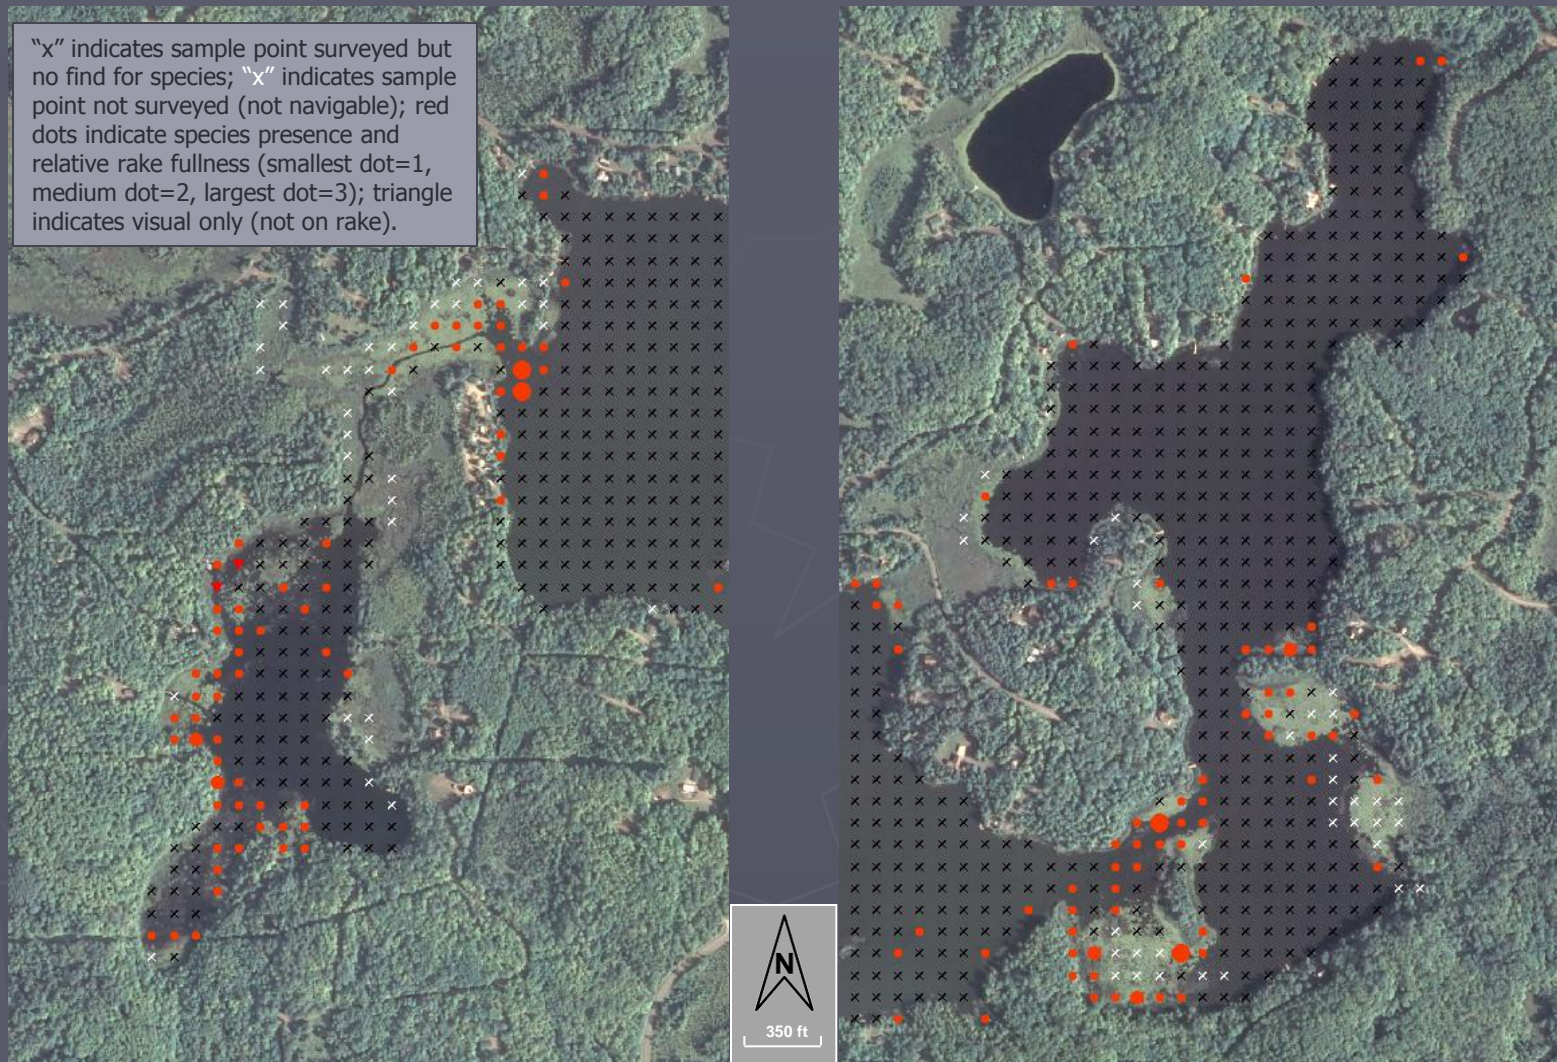 “x” indicates sample point surveyed but
no find for species; “x” indicates sample
point not surveyed (not navigable); red
dots indicate species presence and
relative rake fullness (smallest dot=1,
medium dot=2, largest dot=3); triangle
indicates visual only (not on rake).
N
350 ft